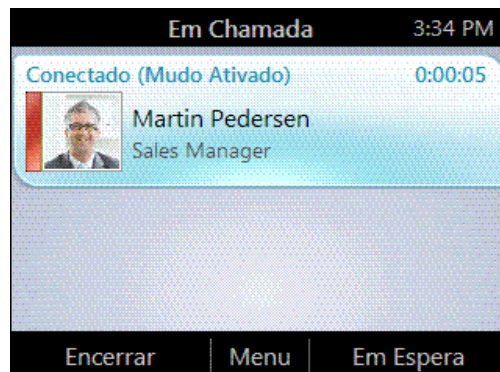 Em Chamada 3:34 PM
Conectado (Mudo Ativado) 0:00:05
Martin Pedersen
Sales Manager
Encerrar Menu Em Espera